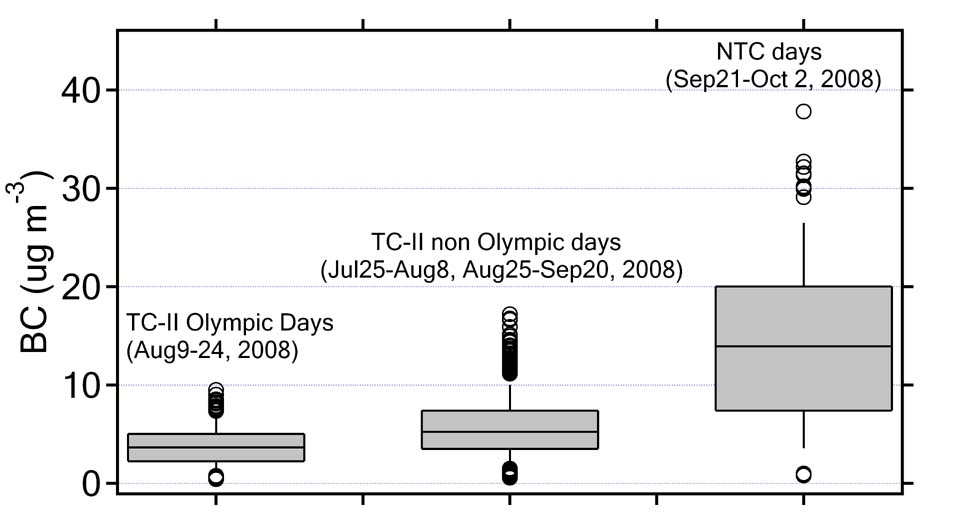 NTC days
(Sep21-Oct 2, 2008)
40
30
TC-II non Olympic days
(Jul25-Aug8, Aug25-Sep20, 2008)
20
TC-II Olympic Days
(Aug9-24, 2008)
10
0
BC (ug m⁻³)